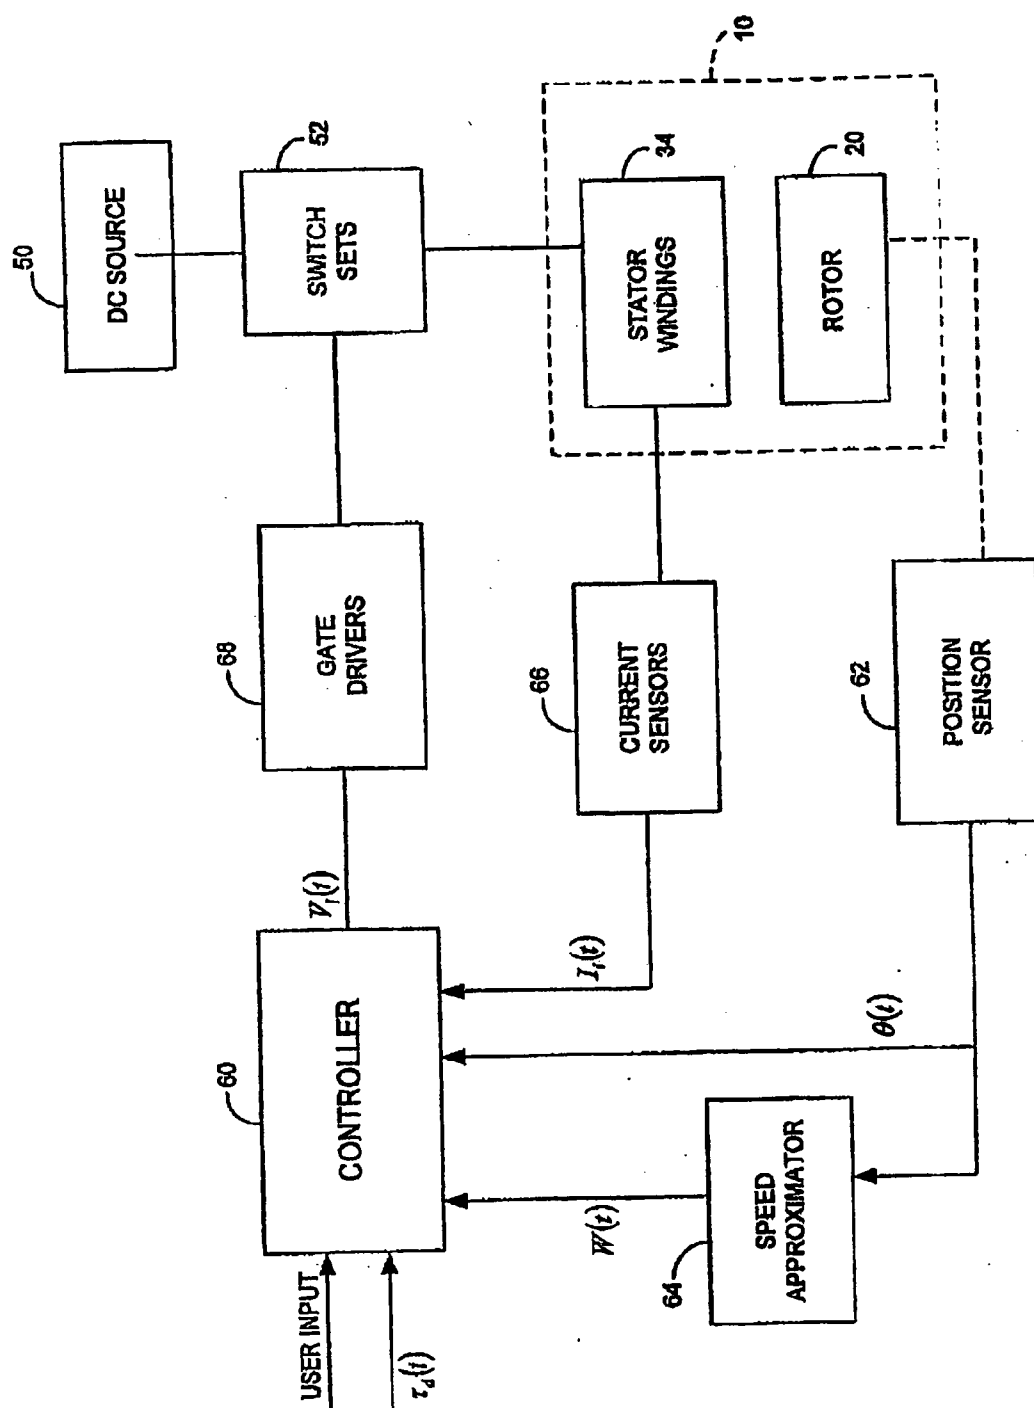 50
DC SOURCE
52
SWITCH
SETS
10
34
STATOR
WINDINGS
20
ROTOR
68
GATE
DRIVERS
66
CURRENT
SENSORS
62
POSITION
SENSOR
V_i(t)
I_i(t)
θ(t)
60
CONTROLLER
W(t)
64
SPEED
APPROXIMATOR
USER INPUT
τ_d(t)